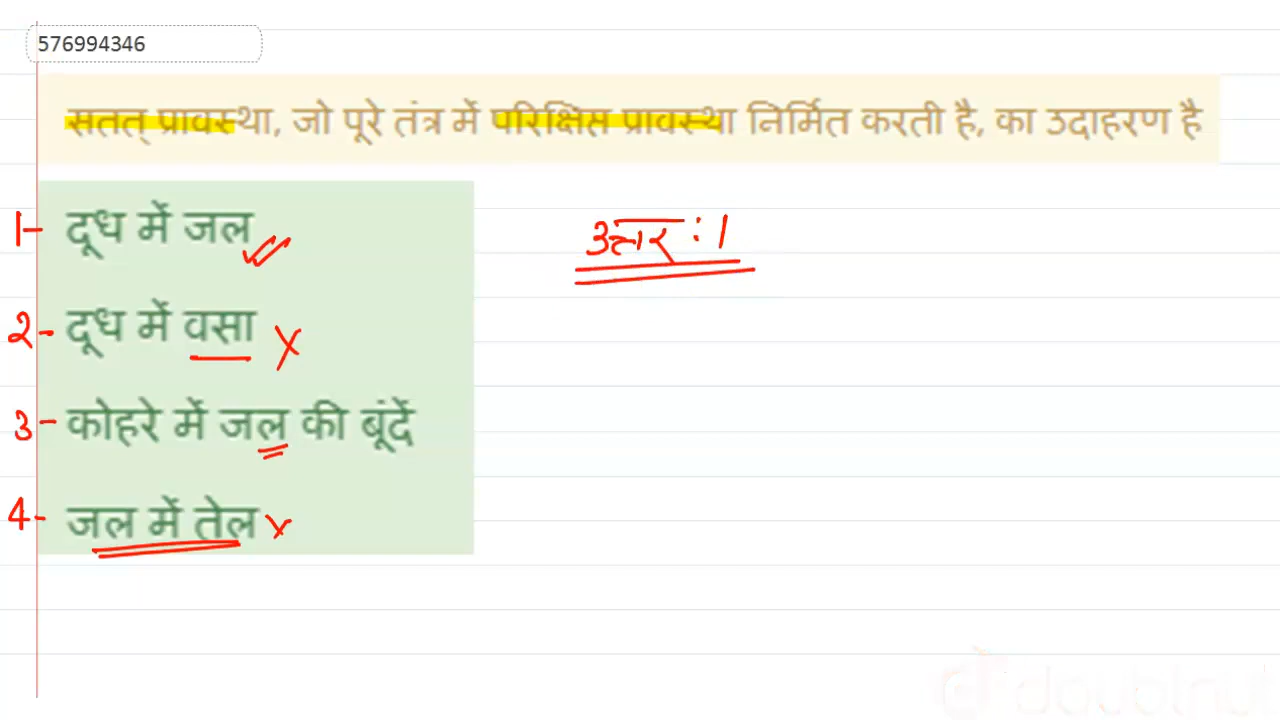 576994346
सतत् प्रावस्था, जो पूरे तंत्र में परिक्षिप्त प्रावस्था निर्मित करती है, का उदाहरण है
1- दूध में जल
उत्तर : 1
2- दूध में वसा X
3- कोहरे में जल की बूंदें
4- जल में तेल x
doubtnut